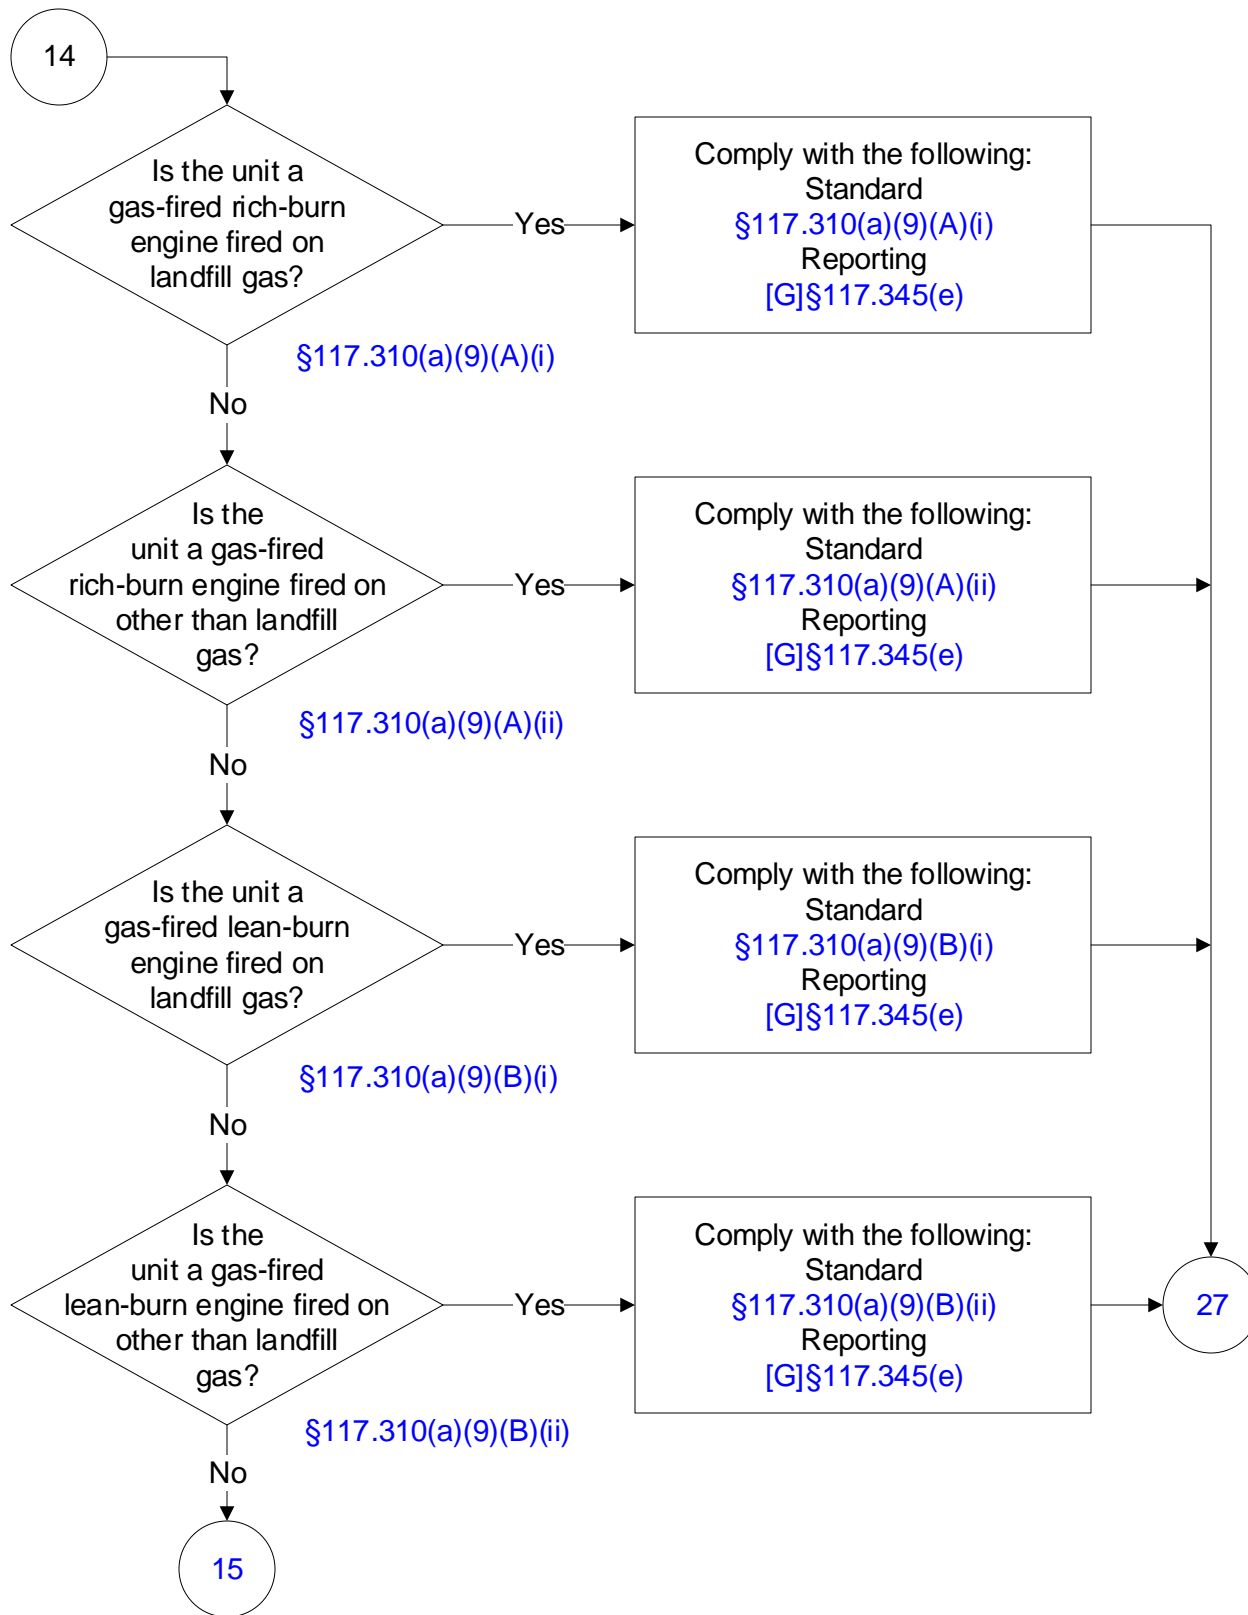 14
Is the unit a
gas-fired rich-burn
engine fired on
landfill gas?
Yes
Comply with the following:
Standard
§117.310(a)(9)(A)(i)
Reporting
[G]§117.345(e)
§117.310(a)(9)(A)(i)
No
Is the
unit a gas-fired
rich-burn engine fired on
other than landfill
gas?
Yes
Comply with the following:
Standard
§117.310(a)(9)(A)(ii)
Reporting
[G]§117.345(e)
§117.310(a)(9)(A)(ii)
No
Is the unit a
gas-fired lean-burn
engine fired on
landfill gas?
Yes
Comply with the following:
Standard
§117.310(a)(9)(B)(i)
Reporting
[G]§117.345(e)
§117.310(a)(9)(B)(i)
No
Is the
unit a gas-fired
lean-burn engine fired on
other than landfill
gas?
Yes
Comply with the following:
Standard
§117.310(a)(9)(B)(ii)
Reporting
[G]§117.345(e)
27
§117.310(a)(9)(B)(ii)
No
15